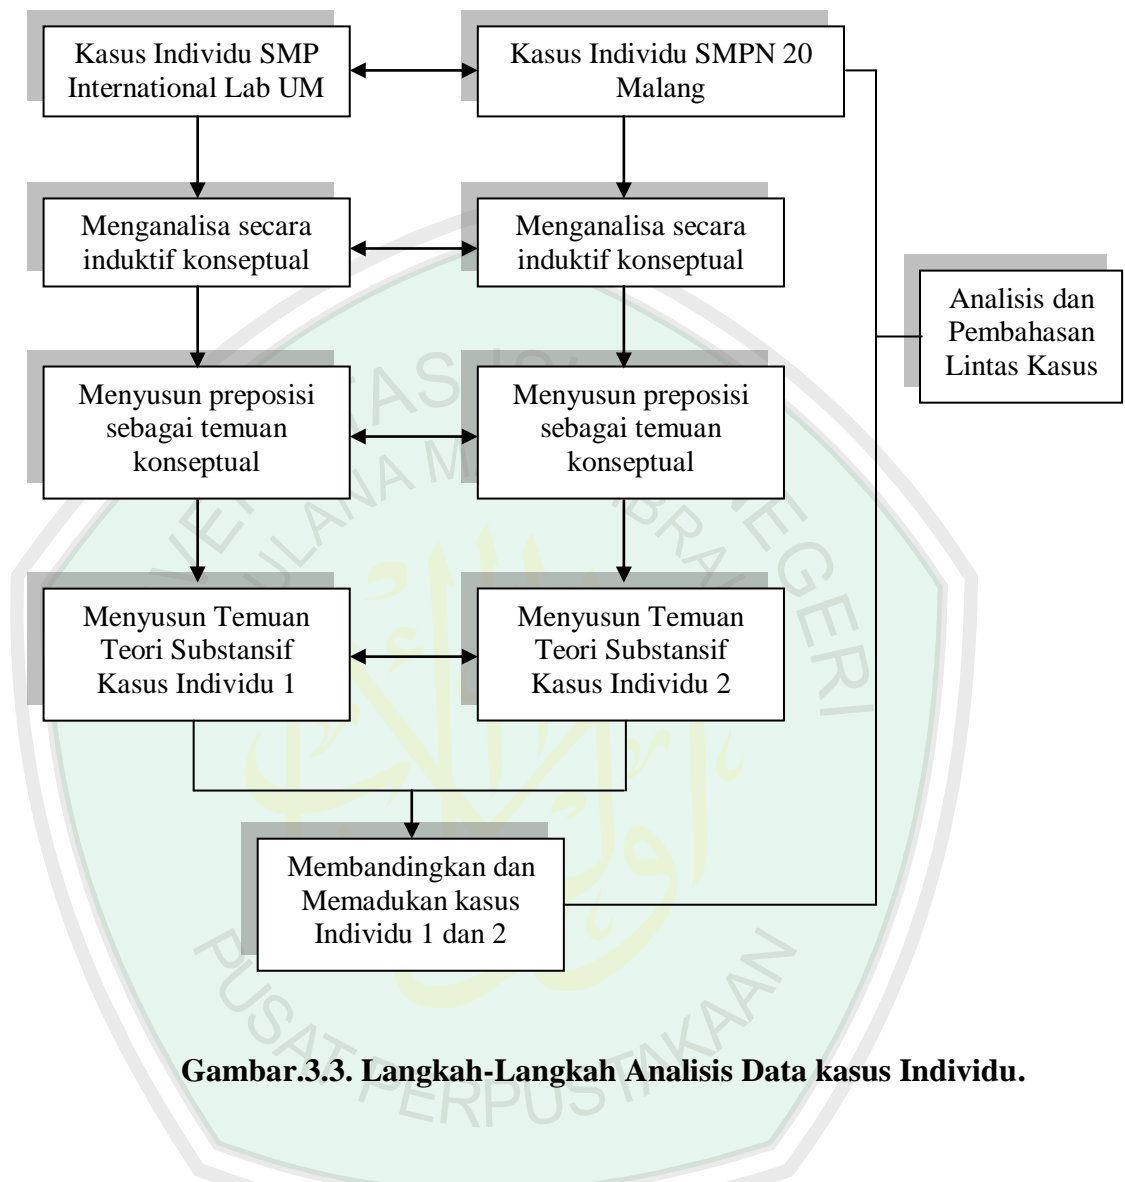 Kasus Individu SMP
International Lab UM
Kasus Individu SMPN 20
Malang
Menganalisa secara
induktif konseptual
Menganalisa secara
induktif konseptual
Analisis dan
Pembahasan
Lintas Kasus
Menyusun preposisi
sebagai temuan
konseptual
Menyusun preposisi
sebagai temuan
konseptual
Menyusun Temuan
Teori Substansif
Kasus Individu 1
Menyusun Temuan
Teori Substansif
Kasus Individu 2
Membandingkan dan
Memadukan kasus
Individu 1 dan 2
PUSAT PERPUSTAKAAN
Gambar.3.3. Langkah-Langkah Analisis Data kasus Individu.